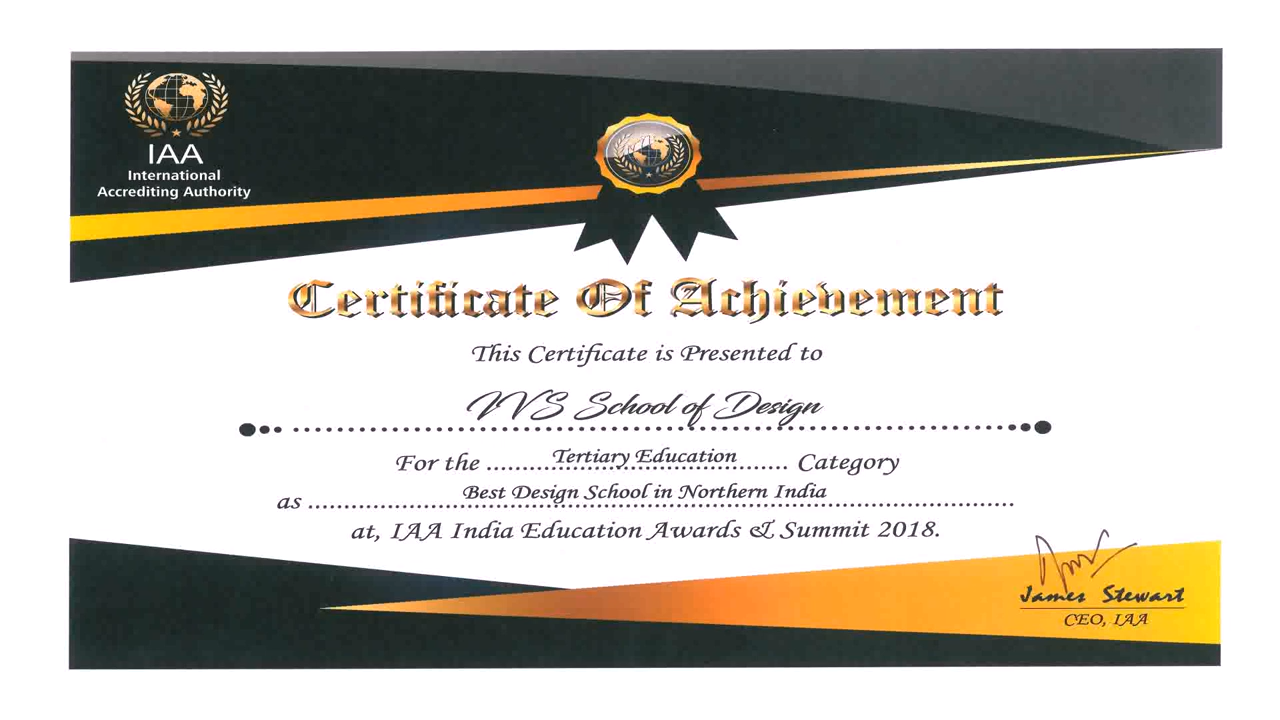 IAA
International
Accrediting Authority
Certificate Of Achievement
This Certificate is Presented to
IVS School of Design
For the Tertiary Education Category
as Best Design School in Northern India
at, IAA India Education Awards & Summit 2018.
James Stewart
CEO, IAA